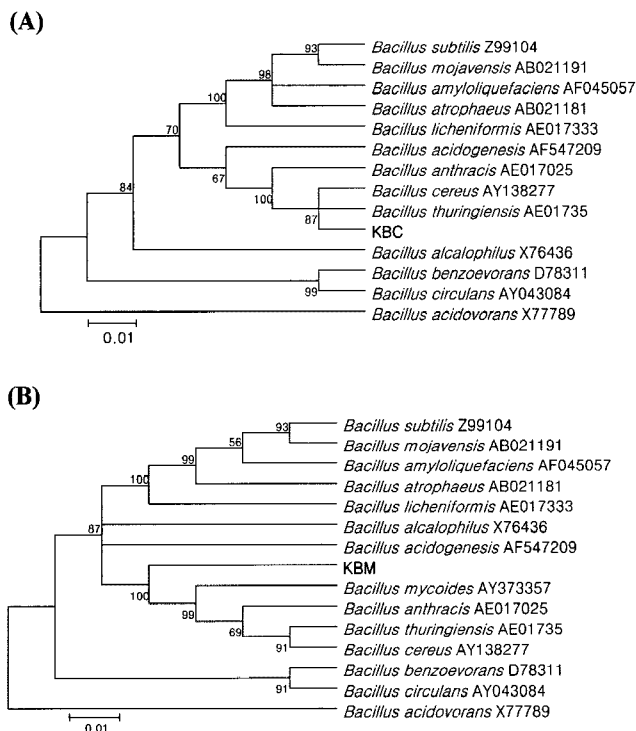 (A)
93
Bacillus subtilis Z99104
Bacillus mojavensis AB021191
98
Bacillus amyloliquefaciens AF045057
100
Bacillus atrophaeus AB021181
70
Bacillus licheniformis AE017333
Bacillus acidogenesis AF547209
67
Bacillus anthracis AE017025
84
100
Bacillus cereus AY138277
Bacillus thuringiensis AE01735
87
KBC
Bacillus alcalophilus X76436
Bacillus benzoevorans D78311
99
Bacillus circulans AY043084
Bacillus acidovorans X77789
0.01
(B)
93
Bacillus subtilis Z99104
56
Bacillus mojavensis AB021191
99
Bacillus amyloliquefaciens AF045057
100
Bacillus atrophaeus AB021181
Bacillus licheniformis AE017333
87
Bacillus alcalophilus X76436
Bacillus acidogenesis AF547209
KBM
100
Bacillus mycoides AY373357
99
Bacillus anthracis AE017025
69
Bacillus thuringiensis AE01735
91
Bacillus cereus AY138277
Bacillus benzoevorans D78311
91
Bacillus circulans AY043084
Bacillus acidovorans X77789
0.01